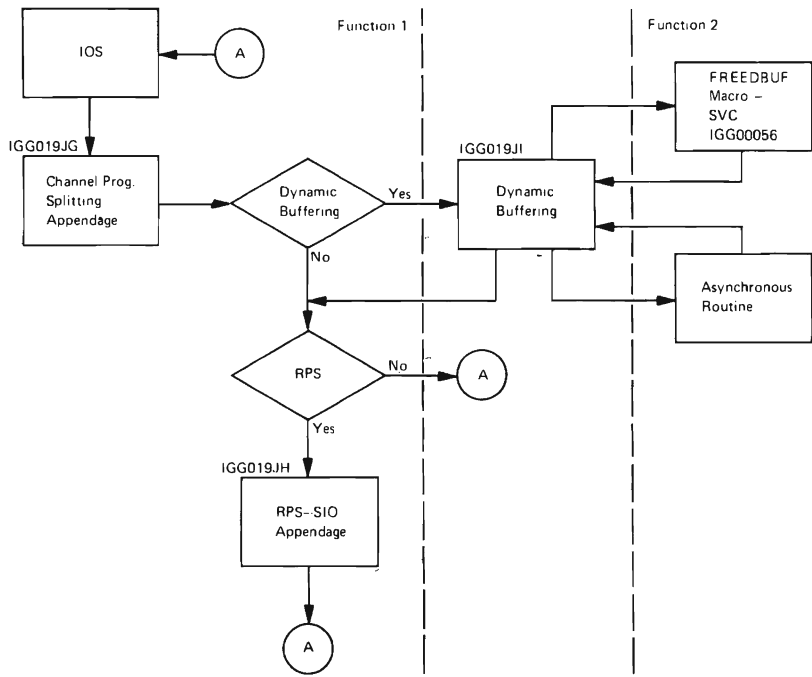 Function 1
Function 2
IOS
A
FREEDBUF
Macro –
SVC
IGG00056
IGG019JG
Channel Prog.
Splitting
Appendage
Dynamic
Buffering
Yes
No
IGG019JI
Dynamic
Buffering
Asynchronous
Routine
RPS
No
A
Yes
IGG019JH
RPS–SIO
Appendage
A